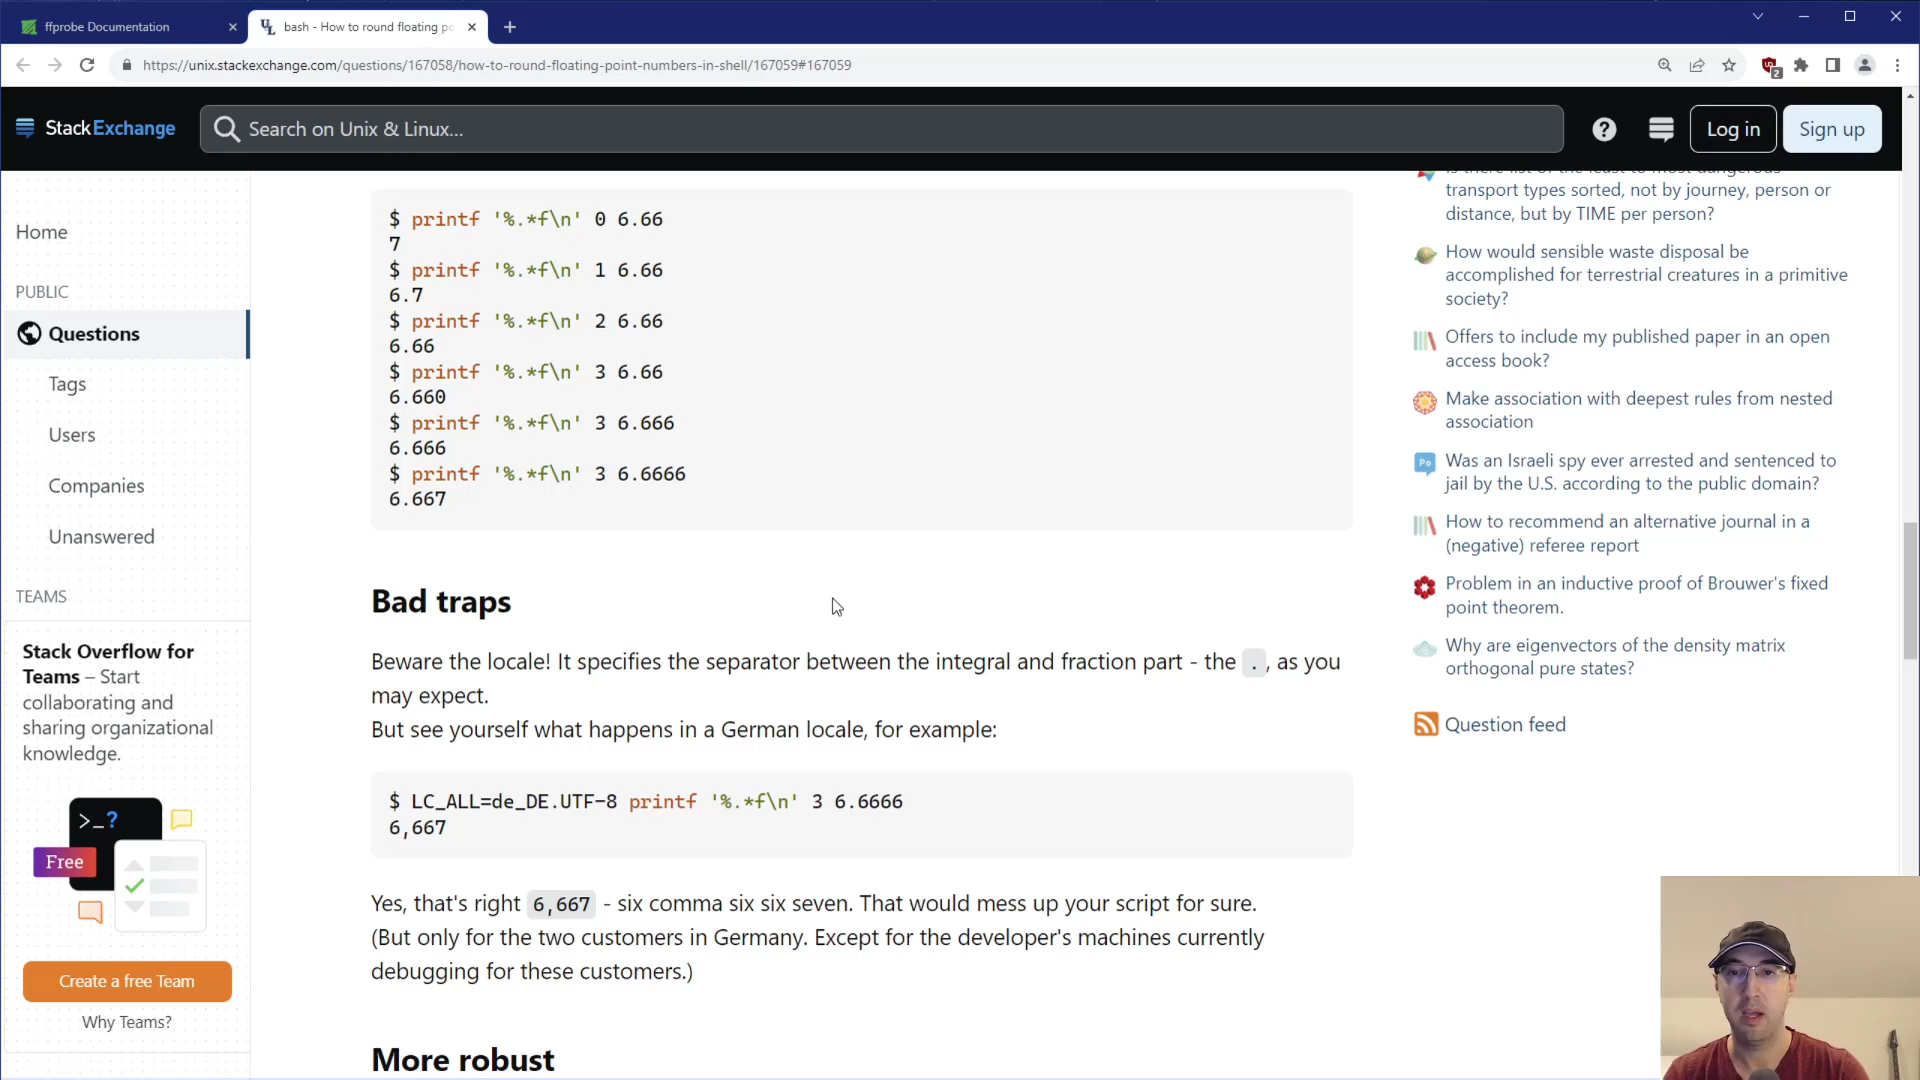 ffprobe Documentation
bash - How to round floating po
https://unix.stackexchange.com/questions/167058/how-to-round-floating-point-numbers-in-shell/167059#167059
2
StackExchange
Search on Unix & Linux...
?
Log in
Sign up
Home
PUBLIC
Questions
Tags
Users
Companies
Unanswered
TEAMS
Stack Overflow for
Teams – Start
collaborating and
sharing organizational
knowledge.
>_?
Free
Create a free Team
Why Teams?
$ printf '%.*f\n' 0 6.66
7
$ printf '%.*f\n' 1 6.66
6.7
$ printf '%.*f\n' 2 6.66
6.66
$ printf '%.*f\n' 3 6.66
6.660
$ printf '%.*f\n' 3 6.666
6.666
$ printf '%.*f\n' 3 6.6666
6.667
Bad traps
Beware the locale! It specifies the separator between the integral and fraction part - the ., as you
may expect.
But see yourself what happens in a German locale, for example:
$ LC_ALL=de_DE.UTF-8 printf '%.*f\n' 3 6.6666
6,667
Yes, that's right 6,667 - six comma six six seven. That would mess up your script for sure.
(But only for the two customers in Germany. Except for the developer's machines currently
debugging for these customers.)
More robust
Is there list of the least to most dangerous
transport types sorted, not by journey, person or
distance, but by TIME per person?
How would sensible waste disposal be
accomplished for terrestrial creatures in a primitive
society?
Offers to include my published paper in an open
access book?
Make association with deepest rules from nested
association
Po
Was an Israeli spy ever arrested and sentenced to
jail by the U.S. according to the public domain?
How to recommend an alternative journal in a
(negative) referee report
Problem in an inductive proof of Brouwer's fixed
point theorem.
Why are eigenvectors of the density matrix
orthogonal pure states?
Question feed